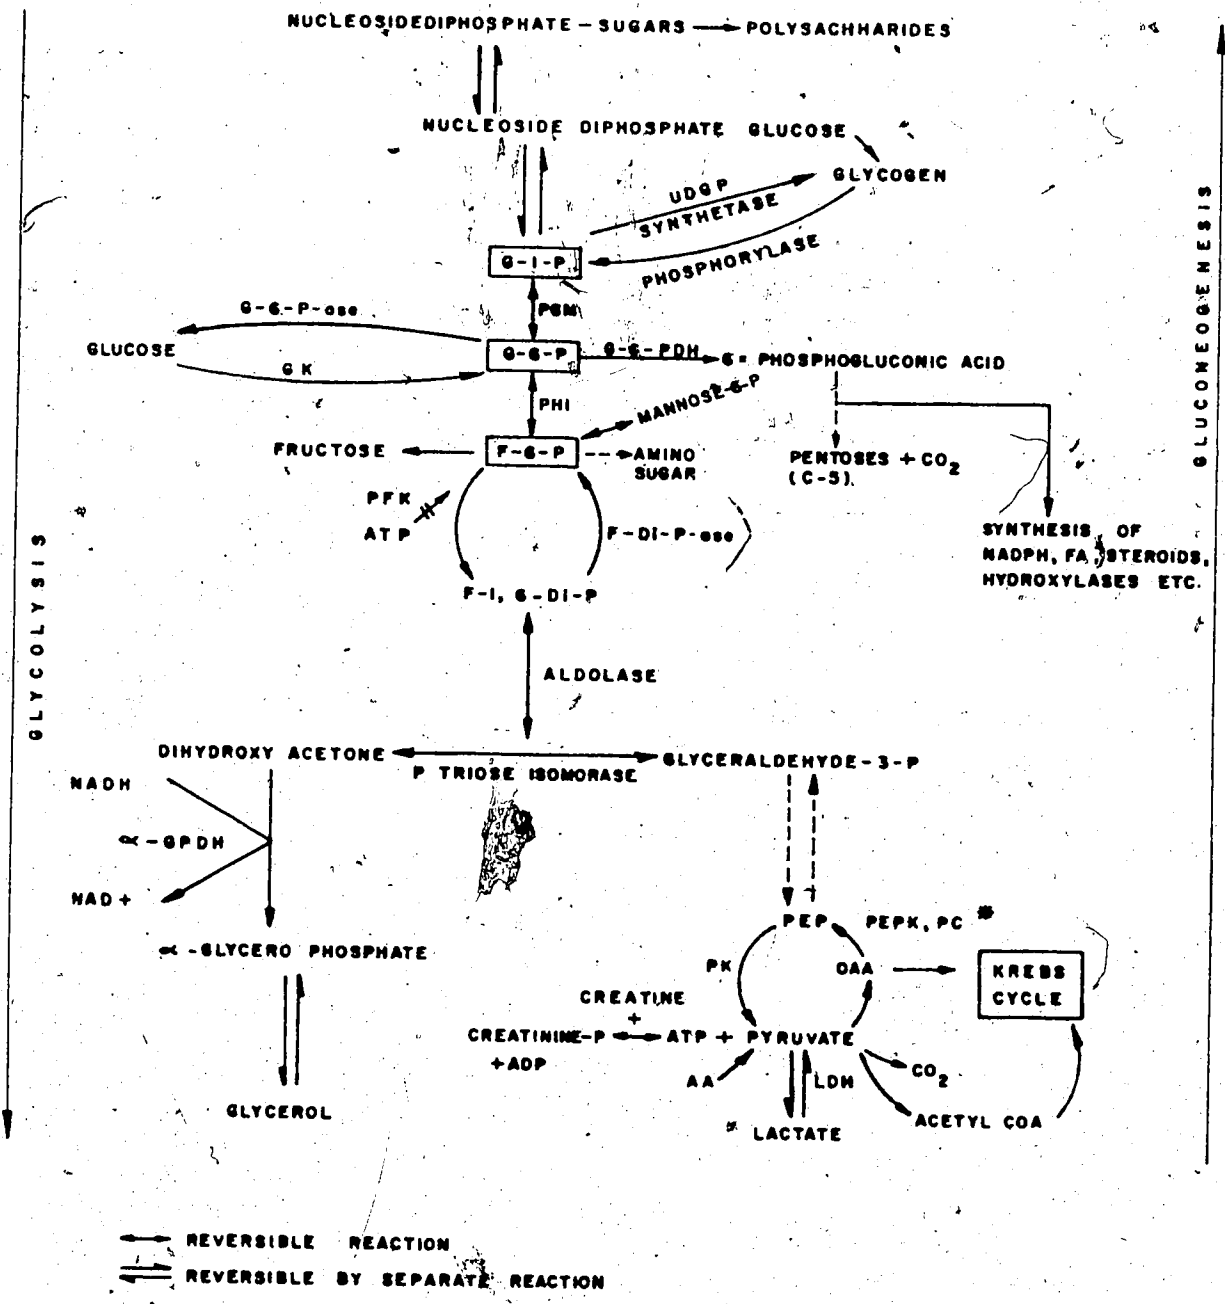 NUCLEOSIDEDIPHOSPHATE – SUGARS → POLYSACHHARIDES
NUCLEOSIDE DIPHOSPHATE GLUCOSE
GLYCOGEN
UDGP
SYNTHETASE
G-1-P
PHOSPHORYLASE
PGM
G-6-P-ase
GLUCOSE
GK
G-6-P
G-6-PDH
6= PHOSPHOGLUCONIC ACID
PHI
MANNOSE-6-P
FRUCTOSE
F-6-P
AMINO
SUGAR
PENTOSES + CO2
(C-5).
PFK
ATP
F-Di-P-ase
SYNTHESIS OF
NADPH, FA, STEROIDS,
HYDROXYLASES ETC.
F-1, 6-Di-P
GLYCOLYSIS
GLUCONEOGENESIS
ALDOLASE
DIHYDROXY ACETONE
P TRIOSE ISOMORASE
GLYCERALDEHYDE-3-P
NADH
∝-GPDH
NAD+
∝-GLYCERO PHOSPHATE
GLYCEROL
PEP
PEPK, PC *
PK
OAA
KREBS
CYCLE
CREATINE
+
CREATININE-P ↔ ATP + PYRUVATE
+ADP
AA
LDH
CO2
LACTATE
ACETYL COA
REVERSIBLE REACTION
REVERSIBLE BY SEPARATE REACTION